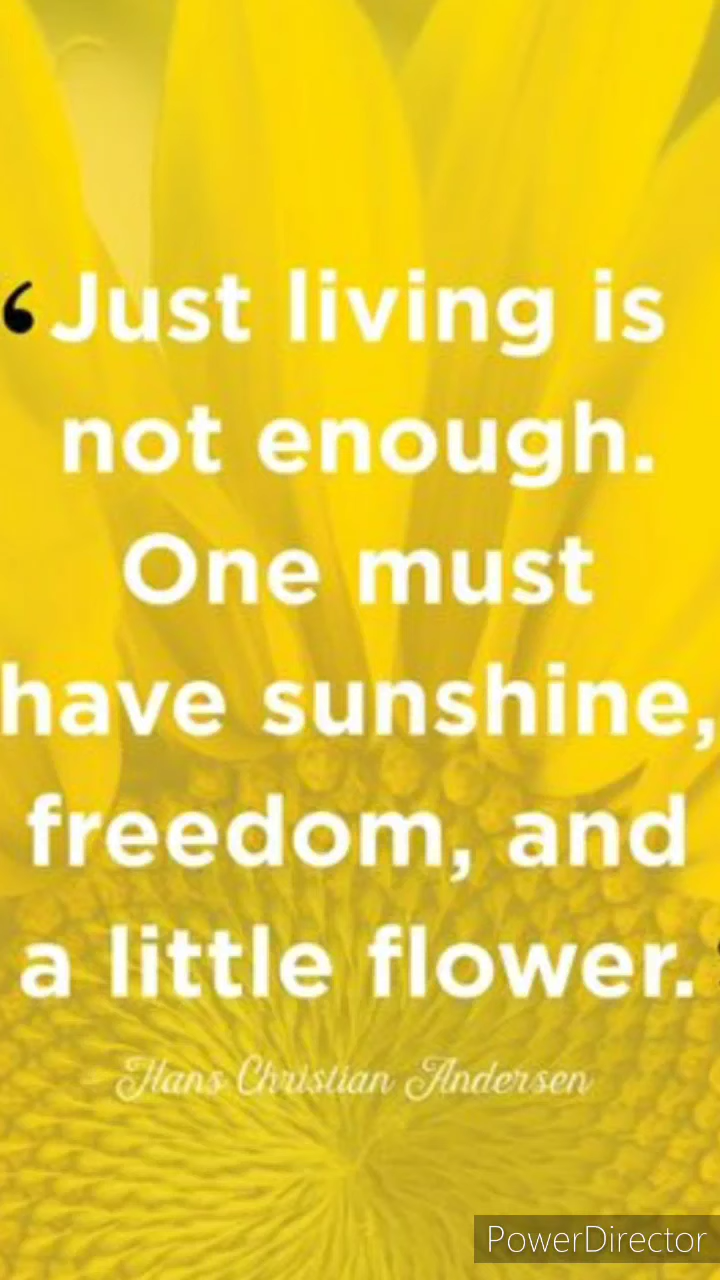 ‘Just living is
not enough.
One must
have sunshine,
freedom, and
a little flower.’
Hans Christian Andersen
PowerDirector